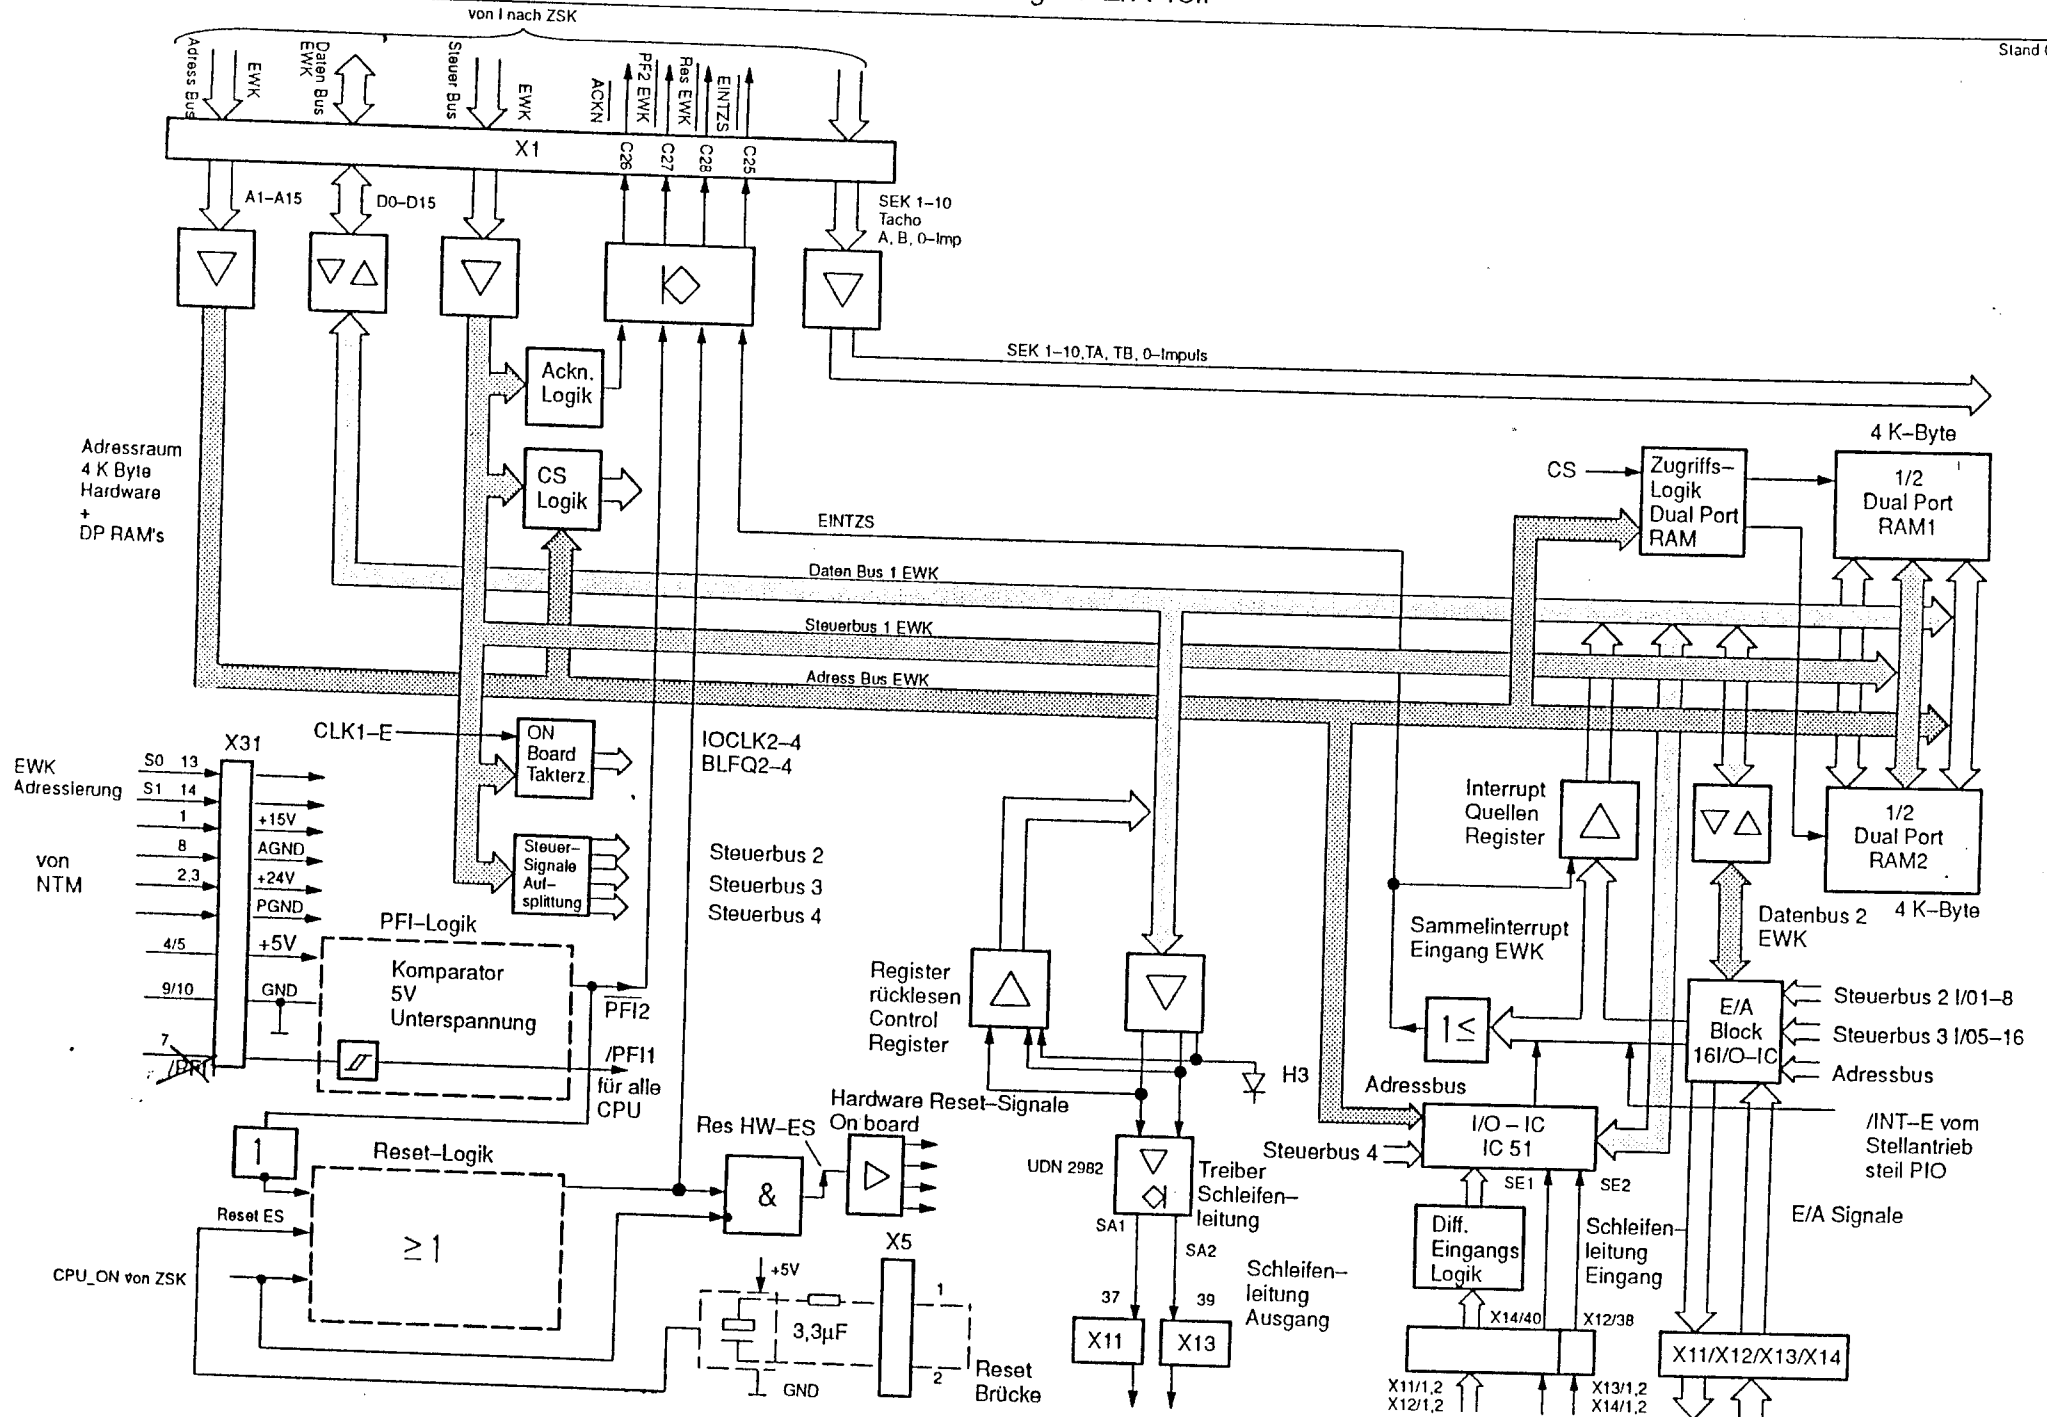 von I nach ZSK
Stand
Adress Bus
EWK
Daten Bus
EWK
Steuer Bus
EWK
ACKN
PF2 EWK
Res EWK
EINTZS
X1
C26
C27
C28
C25
A1–A15
D0–D15
SEK 1–10
Tacho
A, B, 0–Imp
SEK 1–10,TA, TB, 0–Impuls
Ackn.
Logik
Adressraum
4 K Byte
Hardware
+
DP RAM's
CS
Logik
EINTZS
CS
Zugriffs–
Logik
Dual Port
RAM
4 K–Byte
1/2
Dual Port
RAM1
Daten Bus 1 EWK
Steuerbus 1 EWK
Adress Bus EWK
CLK1–E
ON
Board
Takterz.
IOCLK2–4
BLFQ2–4
X31
EWK
Adressierung
S0 13
S1 14
1
+15V
8
AGND
von
NTM
2,3
+24V
PGND
4/5
+5V
9/10
GND
7
/PFI
Steuer–
Signale
Auf–
splittung
Steuerbus 2
Steuerbus 3
Steuerbus 4
PFI–Logik
Komparator
5V
Unterspannung
PFI2
/PFI1
für alle
CPU
Interrupt
Quellen
Register
1/2
Dual Port
RAM2
4 K–Byte
Sammelinterrupt
Eingang EWK
Datenbus 2
EWK
Register
rücklesen
Control
Register
1≤
E/A
Block
16I/O–IC
Steuerbus 2 I/01–8
Steuerbus 3 I/05–16
Adressbus
H3
Adressbus
I/O – IC
IC 51
Steuerbus 4
/INT–E vom
Stellantrieb
steil PIO
1
Reset–Logik
Reset ES
≥1
CPU_ON von ZSK
Res HW–ES
Hardware Reset–Signale
On board
&
UDN 2982
Treiber
Schleifen–
leitung
SA1
SA2
SE1
SE2
Diff.
Eingangs
Logik
Schleifen–
leitung
Eingang
E/A Signale
X5
+5V
3,3µF
GND
1
2
Reset
Brücke
37
39
Schleifen–
leitung
Ausgang
X11
X13
X14/40
X12/38
X11/X12/X13/X14
X11/1,2
X12/1,2
X13/1,2
X14/1,2